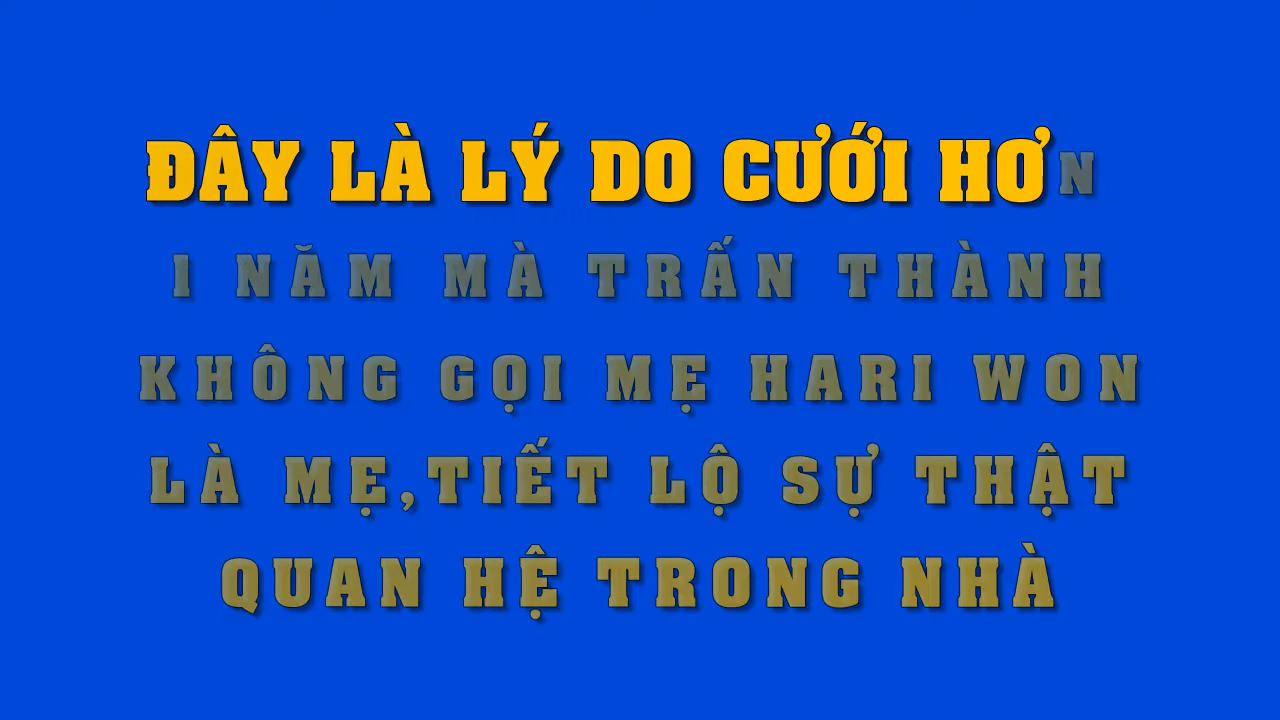 ĐÂY LÀ LÝ DO CƯỚI HƠN
1 NĂM MÀ TRẤN THÀNH
KHÔNG GỌI MẸ HARI WON
LÀ MẸ,TIẾT LỘ SỰ THẬT
QUAN HỆ TRONG NHÀ